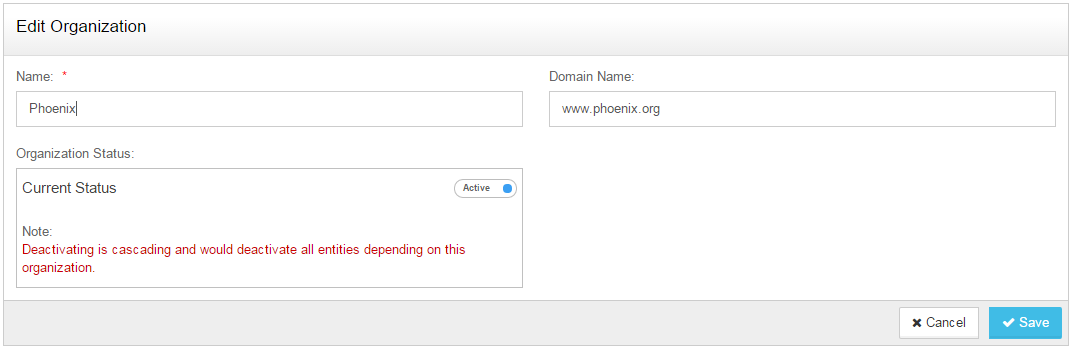 Edit Organization
Name: *
Domain Name:
Phoenix
www.phoenix.org
Organization Status:
Current Status
Active
Note:
Deactivating is cascading and would deactivate all entities depending on this
organization.
Cancel
Save